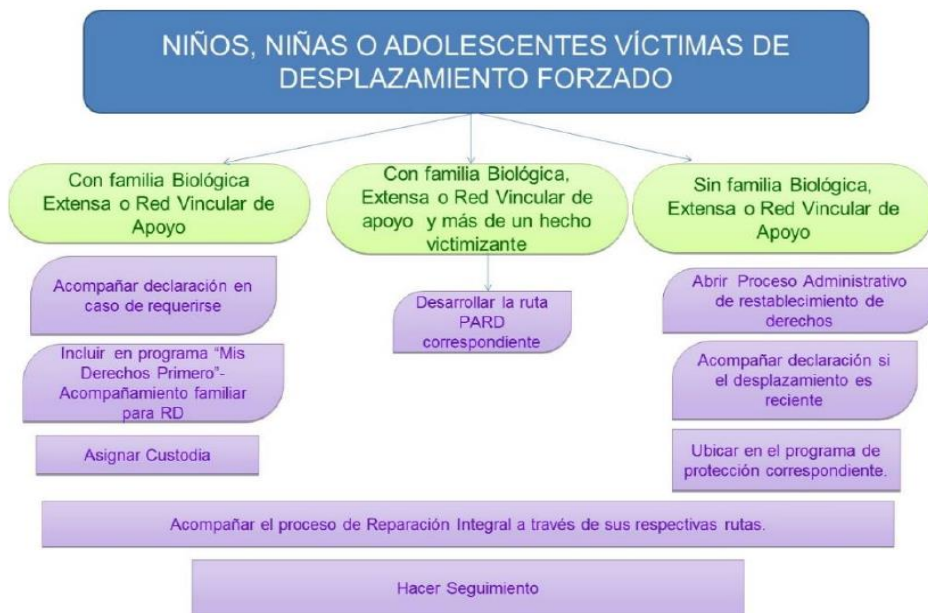 NIÑOS, NIÑAS O ADOLESCENTES VÍCTIMAS DE
DESPLAZAMIENTO FORZADO
Con familia Biológica
Extensa o Red Vincular de
Apoyo
Acompañar declaración en
caso de requerirse
Incluir en programa “Mis
Derechos Primero”-
Acompañamiento familiar
para RD
Asignar Custodia
Con familia Biológica,
Extensa o Red Vincular de
apoyo y más de un hecho
victimizante
Desarrollar la ruta
PARD
correspondiente
Sin familia Biológica,
Extensa o Red Vincular de
Apoyo
Abrir Proceso Administrativo
de restablecimiento de
derechos
Acompañar declaración si
el desplazamiento es
reciente
Ubicar en el programa de
protección correspondiente.
Acompañar el proceso de Reparación Integral a través de sus respectivas rutas.
Hacer Seguimiento